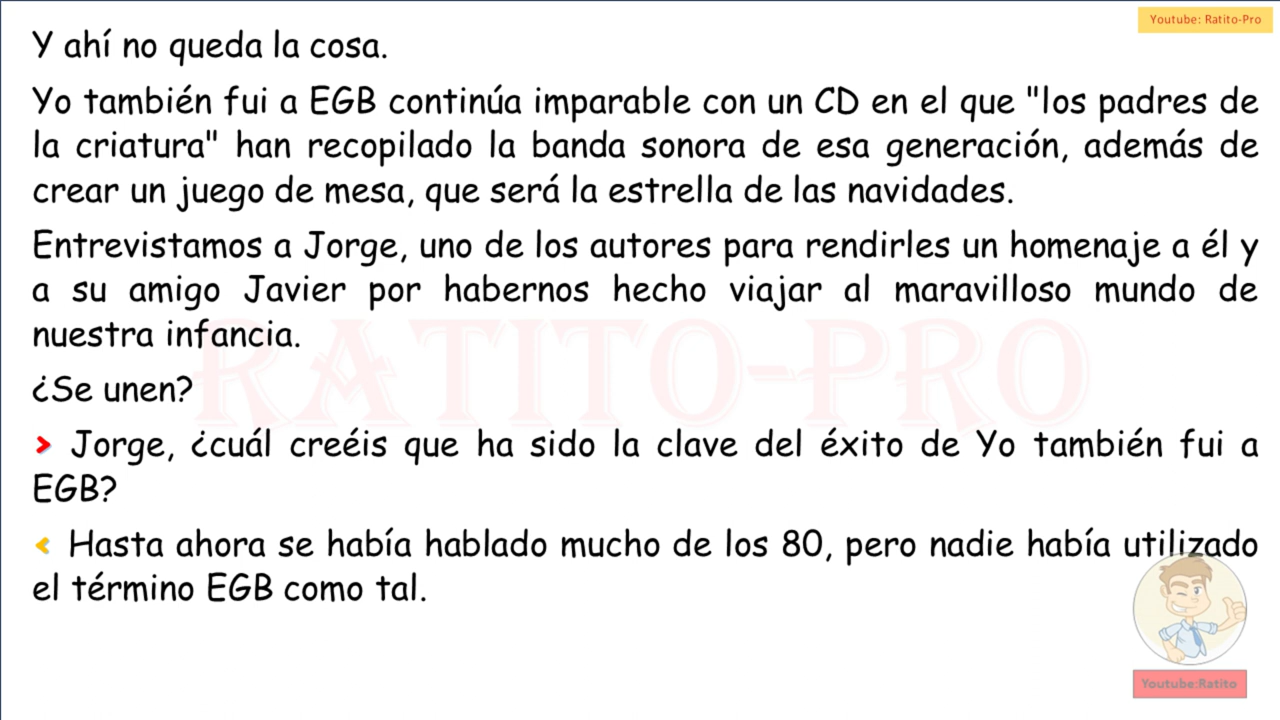 Youtube: Ratito-Pro
Y ahí no queda la cosa.
Yo también fui a EGB continúa imparable con un CD en el que "los padres de
la criatura" han recopilado la banda sonora de esa generación, además de
crear un juego de mesa, que será la estrella de las navidades.
Entrevistamos a Jorge, uno de los autores para rendirles un homenaje a él y
a su amigo Javier por habernos hecho viajar al maravilloso mundo de
nuestra infancia.
RATITO-PRO
¿Se unen?
> Jorge, ¿cuál creéis que ha sido la clave del éxito de Yo también fui a
EGB?
< Hasta ahora se había hablado mucho de los 80, pero nadie había utilizado
el término EGB como tal.
Youtube:Ratito